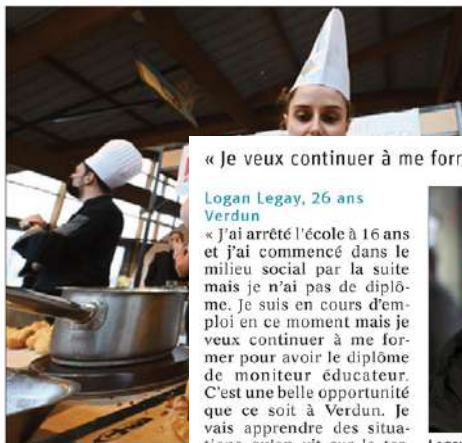 « Je veux continuer à me for
Logan Legay, 26 ans
Verdun
« J'ai arrêté l'école à 16 ans
et j'ai commencé dans le
milieu social par la suite
mais je n'ai pas de diplô-
me. Je suis en cours d'em-
ploi en ce moment mais je
veux continuer à me for-
mer pour avoir le diplôme
de moniteur éducateur.
C'est une belle opportunité
que ce soit à Verdun. Je
vais apprendre des situa-